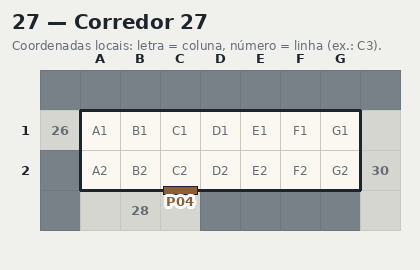 27 — Corredor 27
Coordenadas locais: letra = coluna, número = linha (ex.: C3).
A B C D E F G
1 26 A1 B1 C1 D1 E1 F1 G1
2 A2 B2 C2 D2 E2 F2 G2 30
P04
28